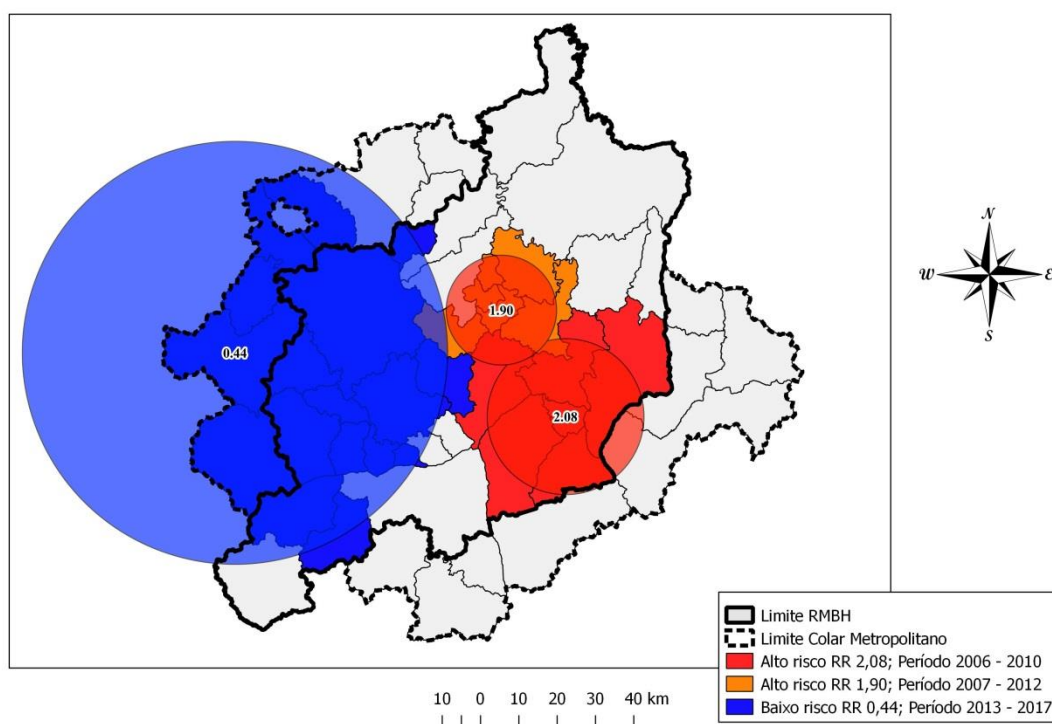 N
W
E
S
1.90
0.44
2.08
Limite RMBH
Limite Colar Metropolitano
Alto risco RR 2,08; Período 2006 - 2010
Alto risco RR 1,90; Período 2007 - 2012
Baixo risco RR 0,44; Período 2013 - 2017
10 0 10 20 30 40 km